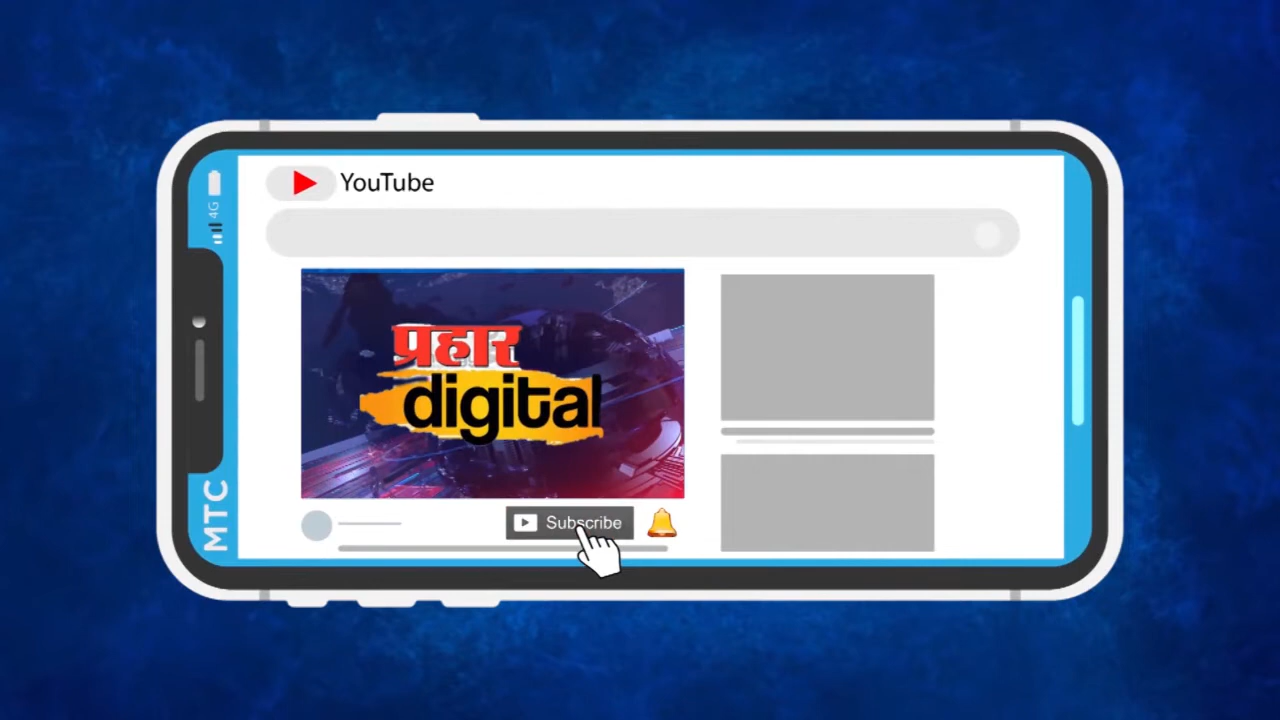 4G
YouTube
प्रहार
digital
Subscribe
MTC